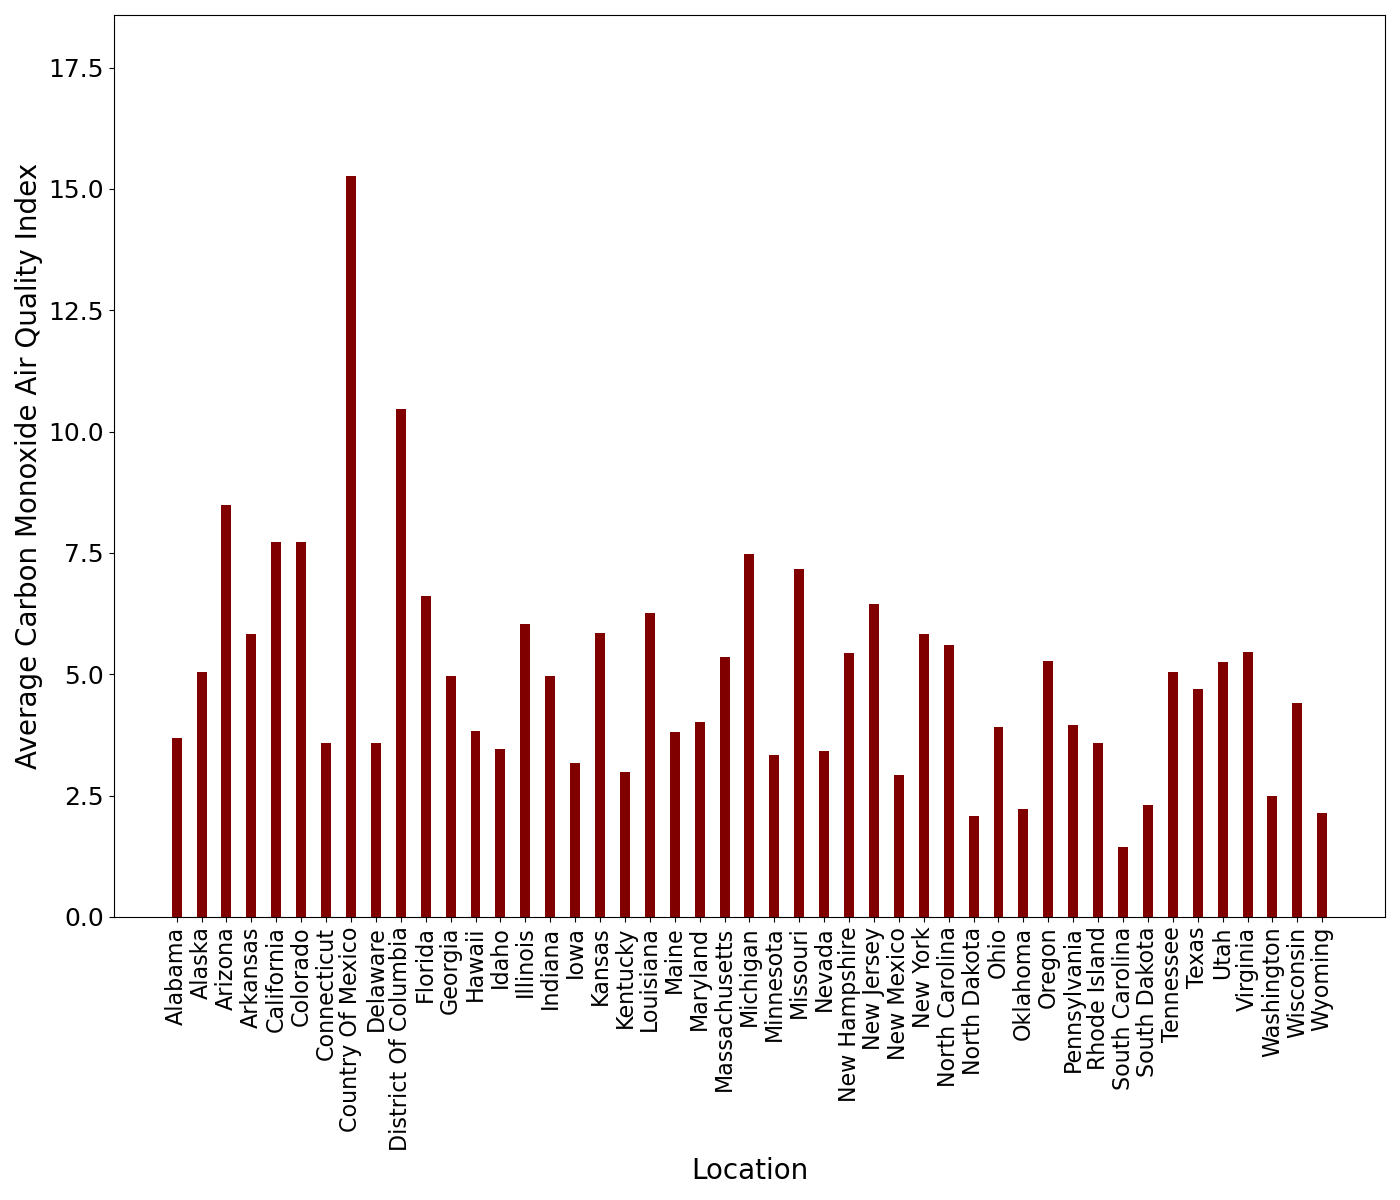 Average Carbon Monoxide Air Quality Index
17.5
15.0
12.5
10.0
7.5
5.0
2.5
0.0
Alabama
Alaska
Arizona
Arkansas
California
Colorado
Connecticut
Country Of Mexico
Delaware
District Of Columbia
Florida
Georgia
Hawaii
Idaho
Illinois
Indiana
Iowa
Kansas
Kentucky
Louisiana
Maine
Maryland
Massachusetts
Michigan
Minnesota
Missouri
Nevada
New Hampshire
New Jersey
New Mexico
New York
North Carolina
North Dakota
Ohio
Oklahoma
Oregon
Pennsylvania
Rhode Island
South Carolina
South Dakota
Tennessee
Texas
Utah
Virginia
Washington
Wisconsin
Wyoming
Location